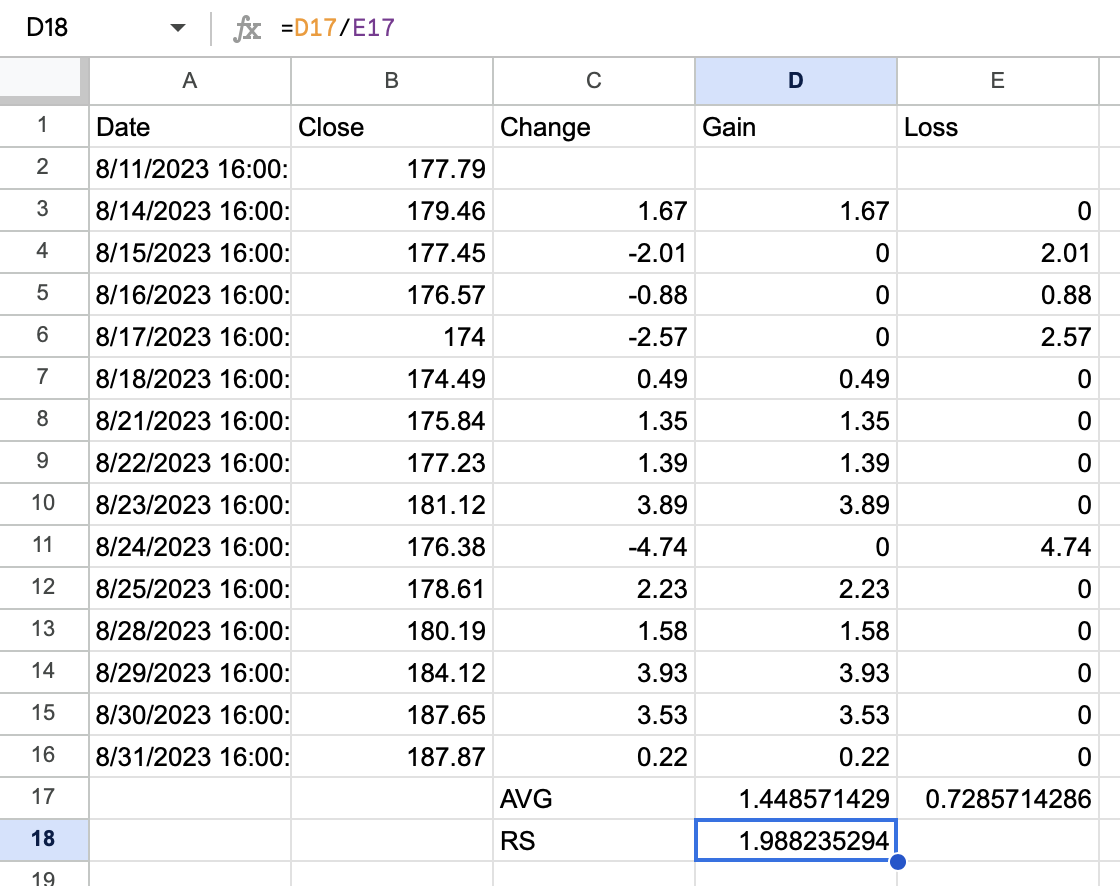 D18 fx =D17/E17
A B C D E
1 Date Close Change Gain Loss
2 8/11/2023 16:00: 177.79
3 8/14/2023 16:00: 179.46 1.67 1.67 0
4 8/15/2023 16:00: 177.45 -2.01 0 2.01
5 8/16/2023 16:00: 176.57 -0.88 0 0.88
6 8/17/2023 16:00: 174 -2.57 0 2.57
7 8/18/2023 16:00: 174.49 0.49 0.49 0
8 8/21/2023 16:00: 175.84 1.35 1.35 0
9 8/22/2023 16:00: 177.23 1.39 1.39 0
10 8/23/2023 16:00: 181.12 3.89 3.89 0
11 8/24/2023 16:00: 176.38 -4.74 0 4.74
12 8/25/2023 16:00: 178.61 2.23 2.23 0
13 8/28/2023 16:00: 180.19 1.58 1.58 0
14 8/29/2023 16:00: 184.12 3.93 3.93 0
15 8/30/2023 16:00: 187.65 3.53 3.53 0
16 8/31/2023 16:00: 187.87 0.22 0.22 0
17 AVG 1.448571429 0.7285714286
18 RS 1.988235294
19